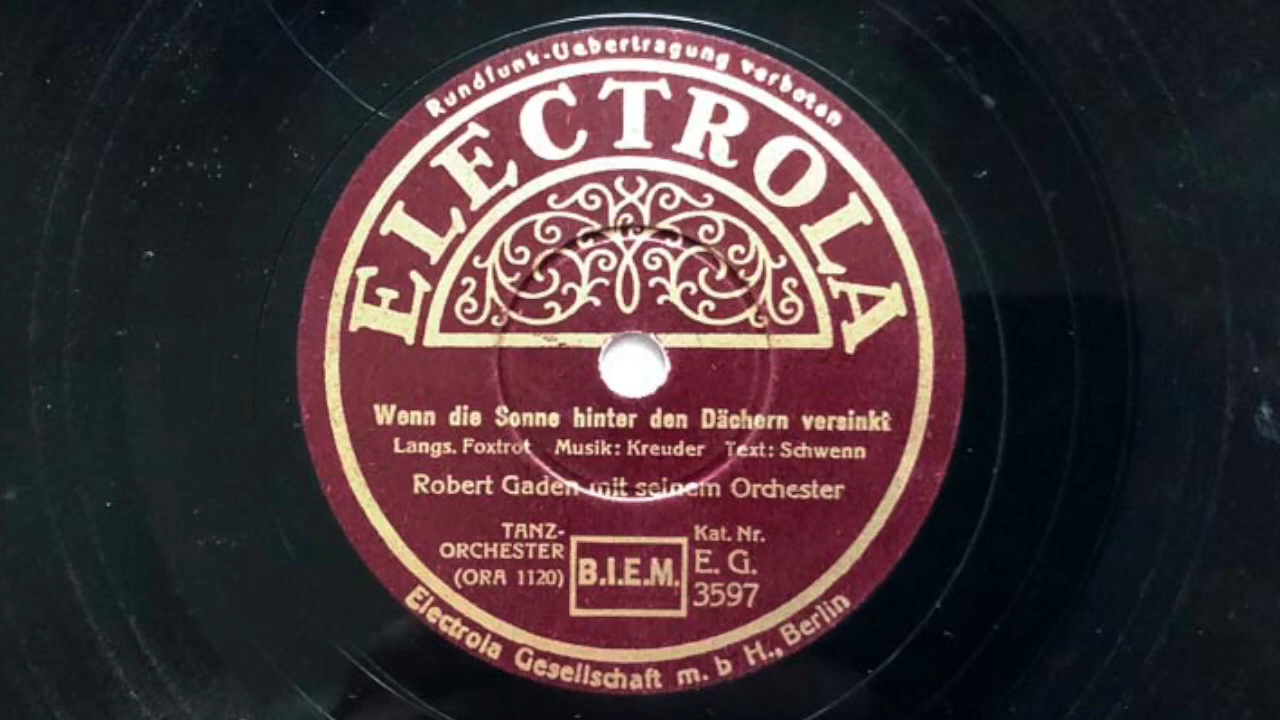 Rundfunk-Uebertragung verboten
ELECTROLA
Wenn die Sonne hinter den Dächern versinkt
Langs. Foxtrot Musik: Kreuder Text: Schwenn
Robert Gaden mit seinem Orchester
TANZ-
ORCHESTER
(ORA 1120)
B.I.E.M.
Kat. Nr.
E. G.
3597
Electrola Gesellschaft m. b H., Berlin